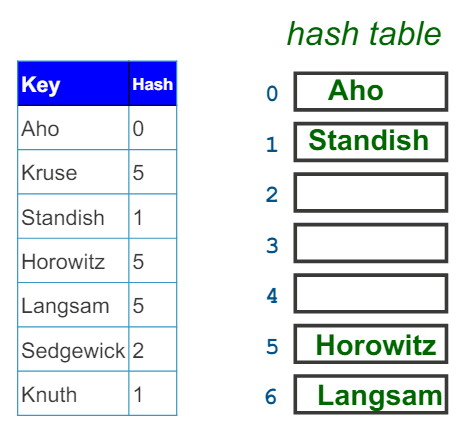 hash table
Key Hash
Aho 0
Kruse 5
Standish 1
Horowitz 5
Langsam 5
Sedgewick 2
Knuth 1
0 Aho
1 Standish
2
3
4
5 Horowitz
6 Langsam